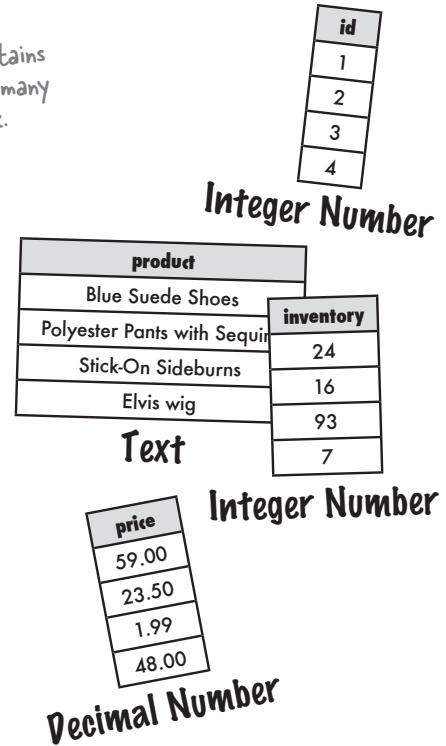 id
1
2
3
4
Integer Number
product
Blue Suede Shoes
Polyester Pants with
Stick-On Sideburns
Elvis wig
Text
inventory
24
16
93
7
Integer Number
price
59.00
23.50
1.99
48.00
Decimal Number
many